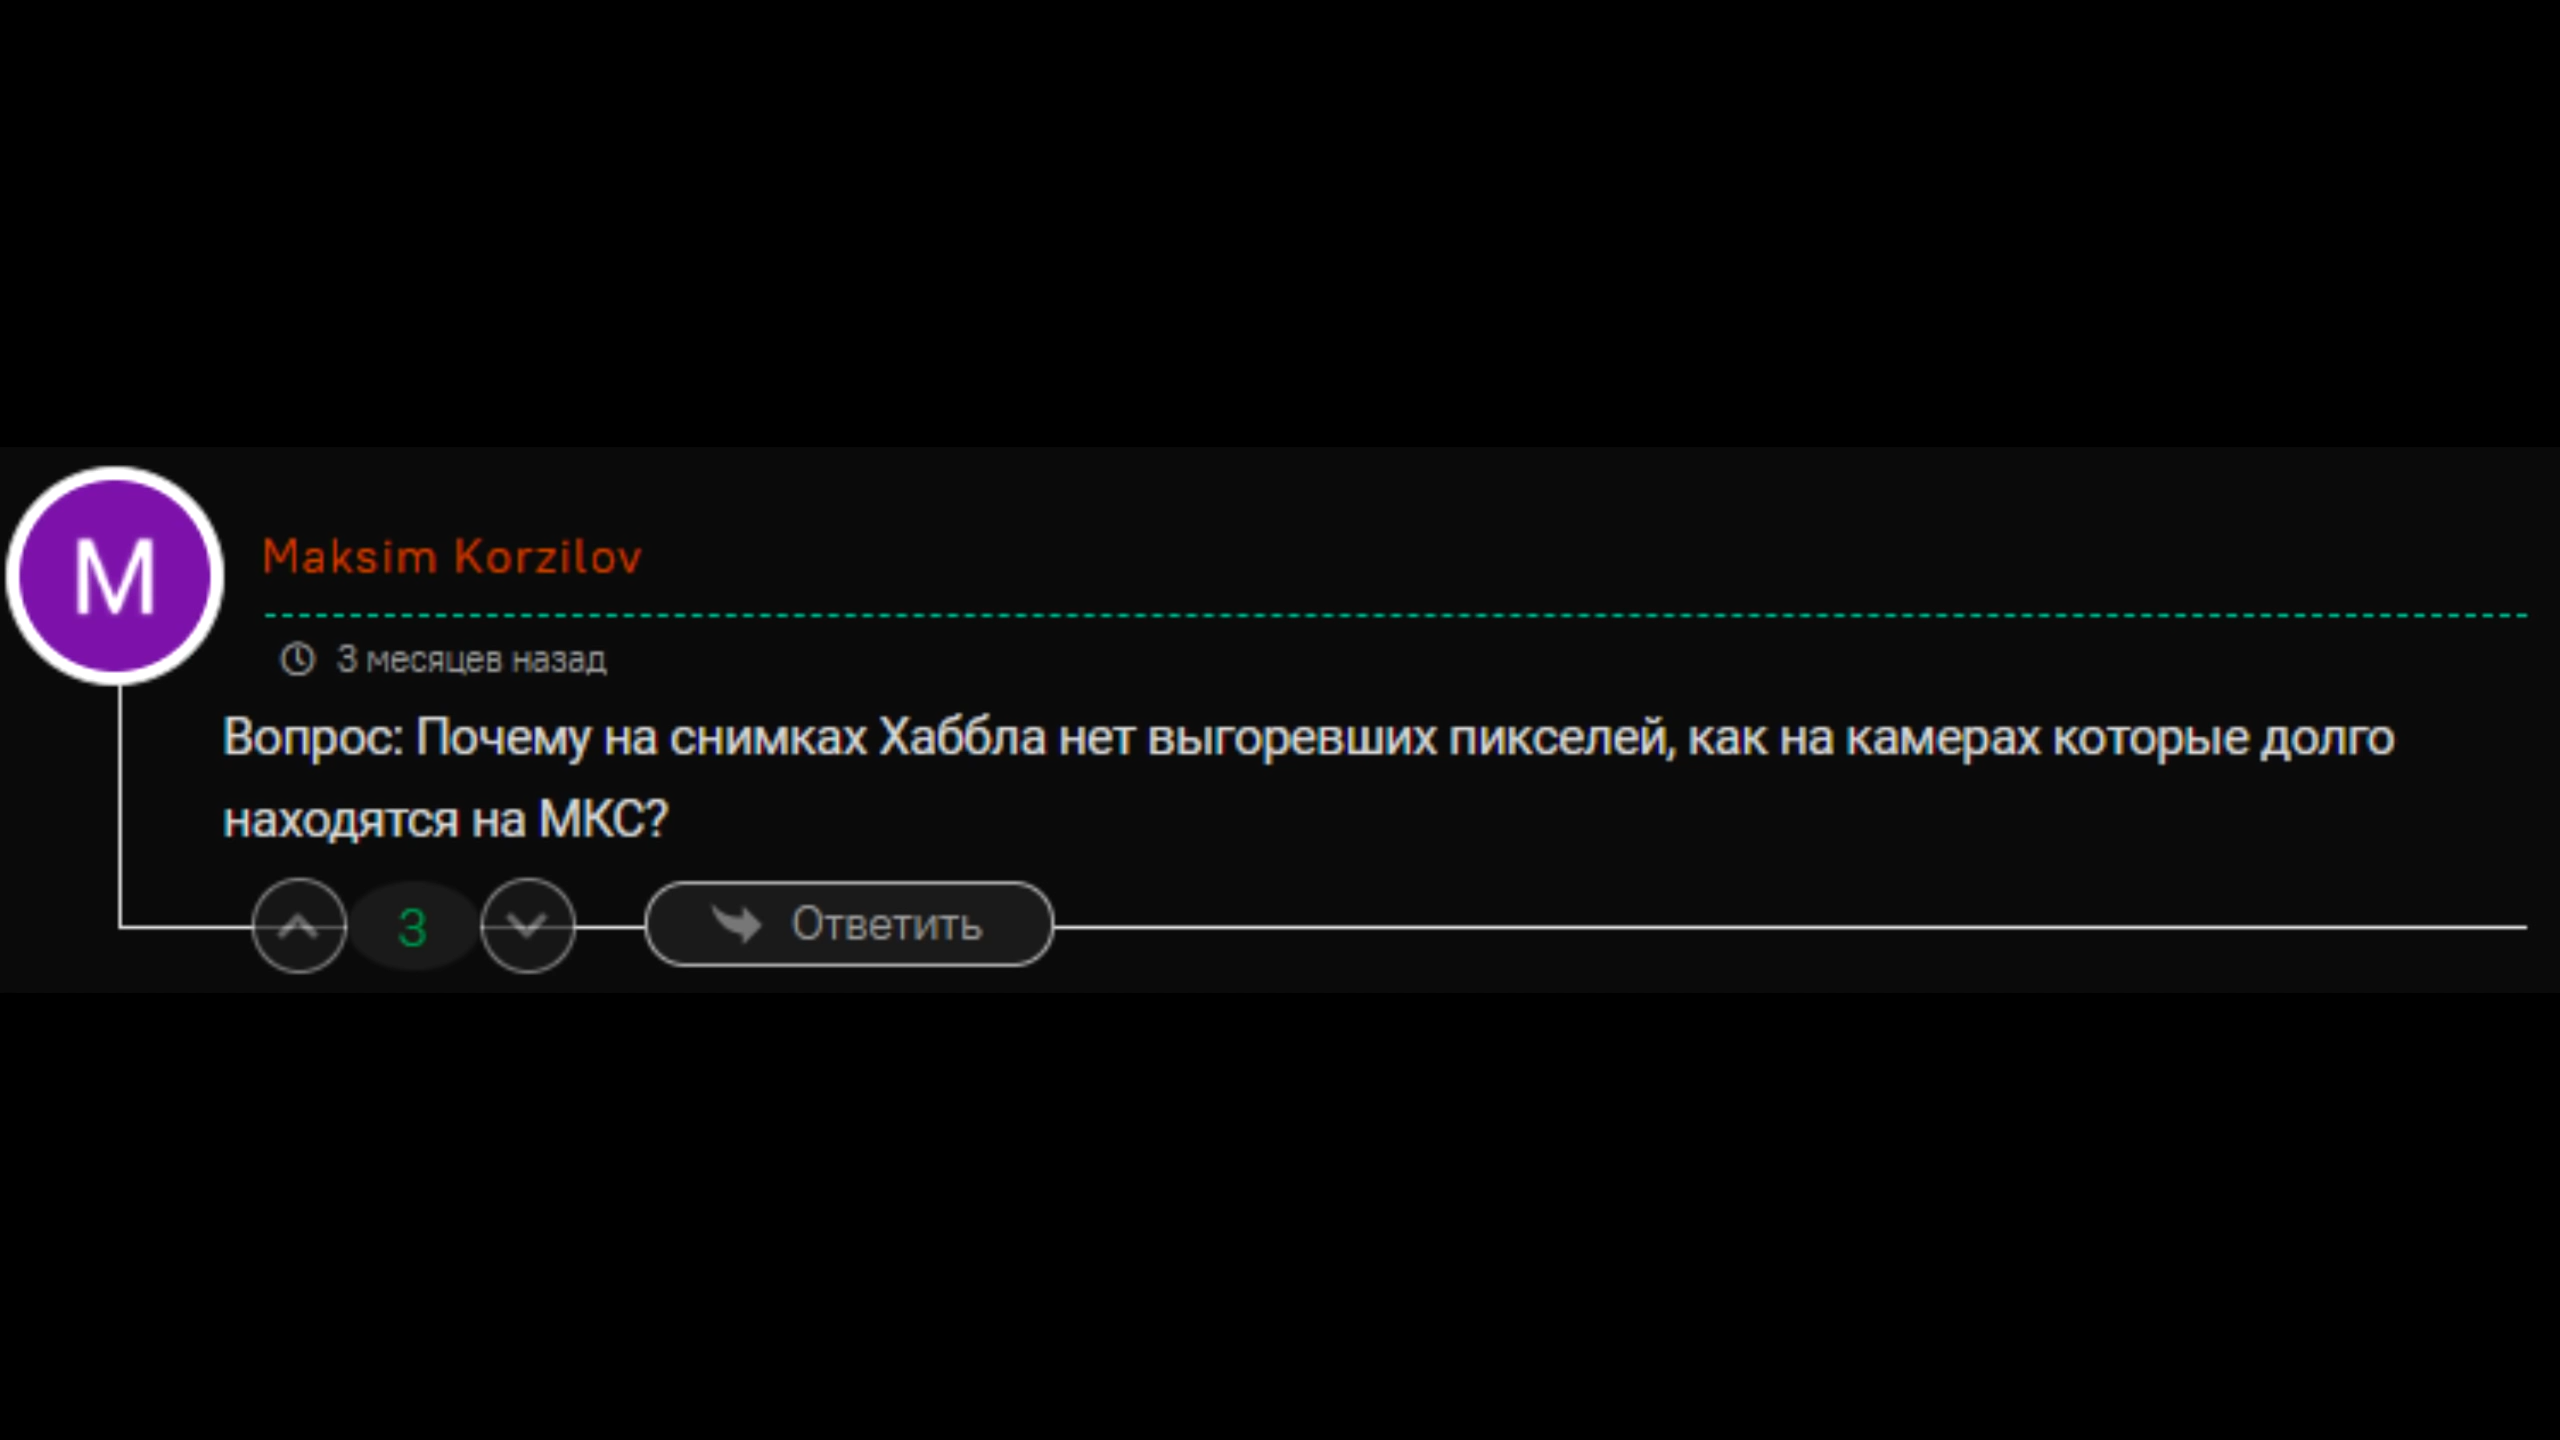 M
Maksim Korzilov
3 месяцев назад
Вопрос: Почему на снимках Хаббла нет выгоревших пикселей, как на камерах которые долго
находятся на МКС?
3 Ответить